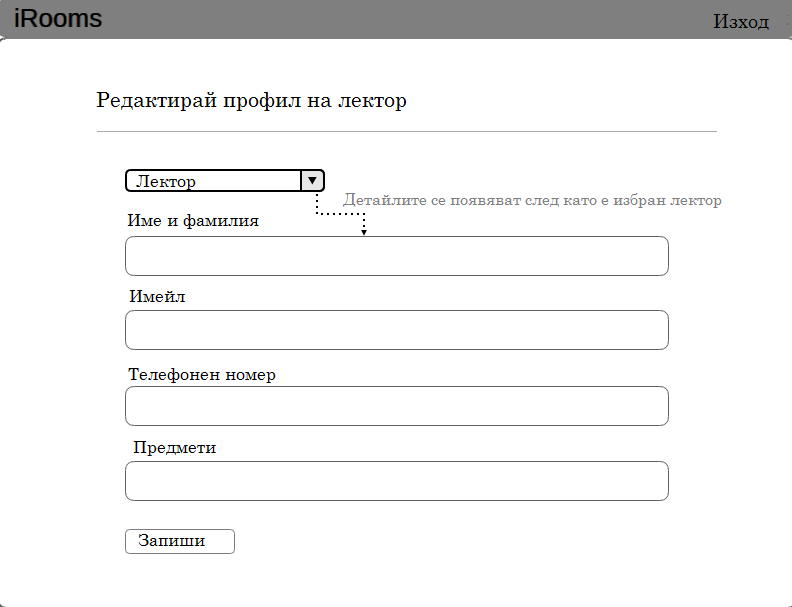 iRooms
Изход
Редактирай профил на лектор
Лектор
Детайлите се появяват след като е избран лектор
Име и фамилия
Имейл
Телефонен номер
Предмети
Запиши